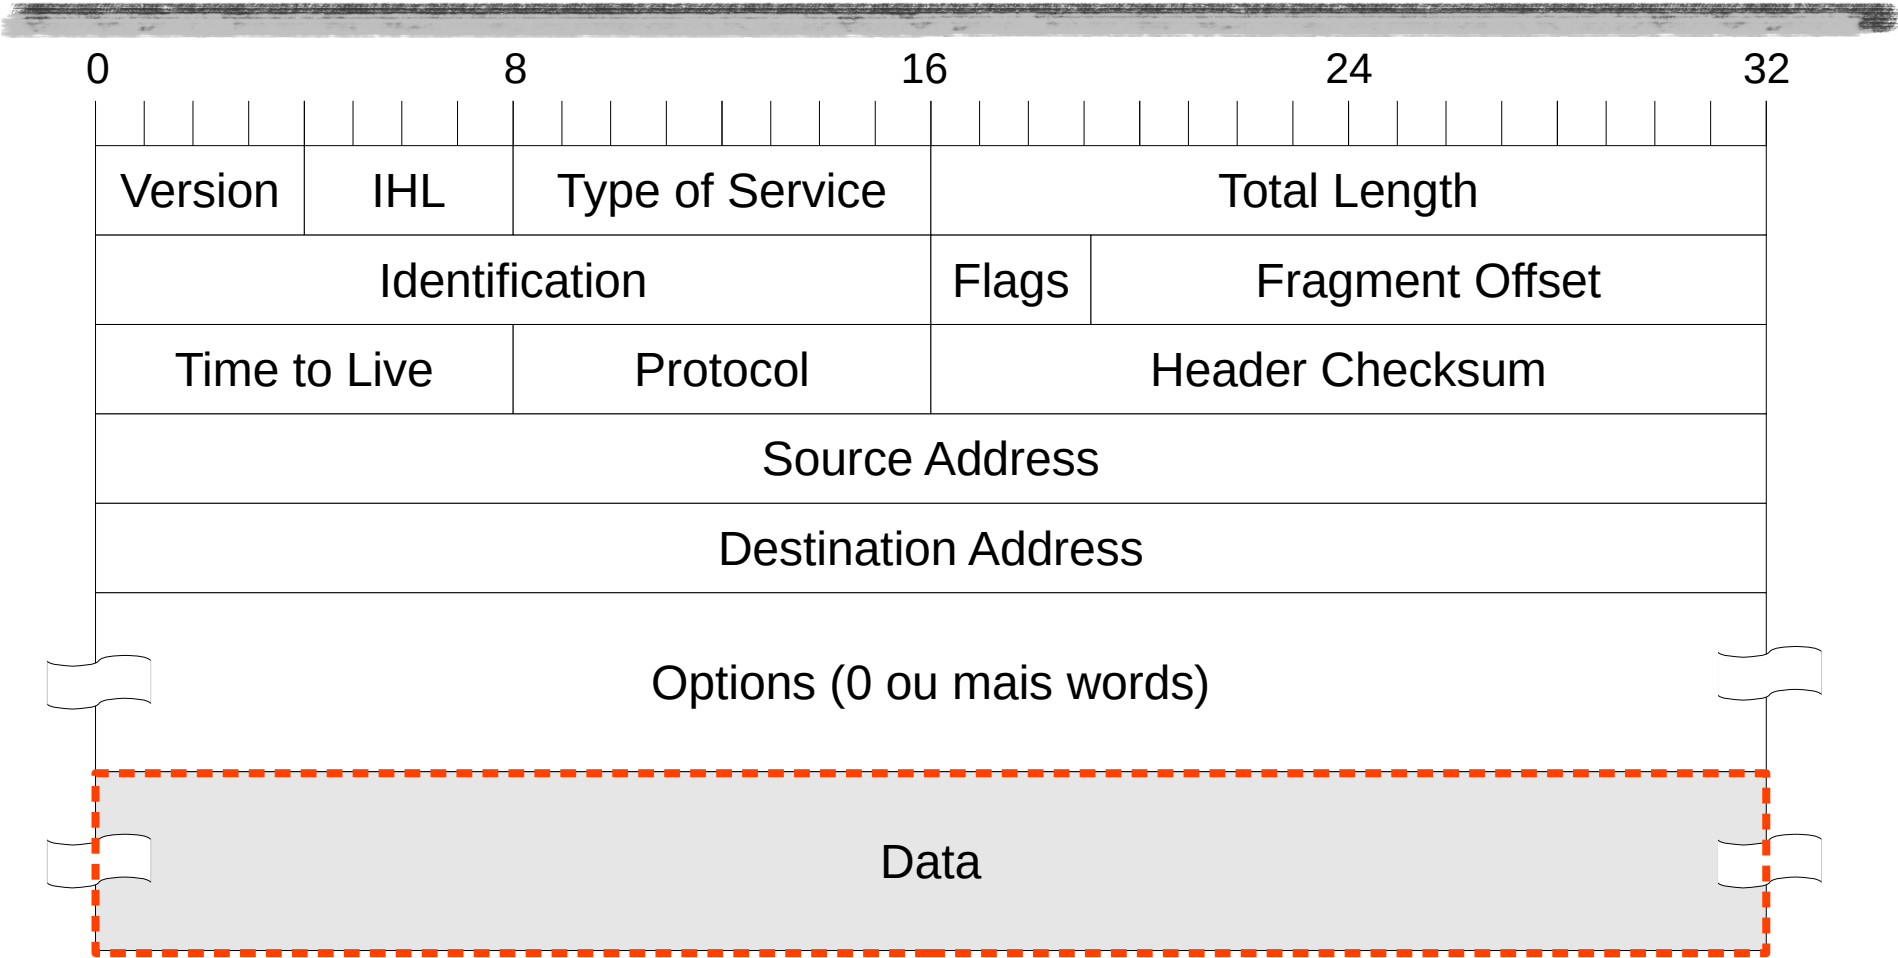 0 8 16 24 32
Version IHL Type of Service Total Length
Identification Flags Fragment Offset
Time to Live Protocol Header Checksum
Source Address
Destination Address
Options (0 ou mais words)
Data